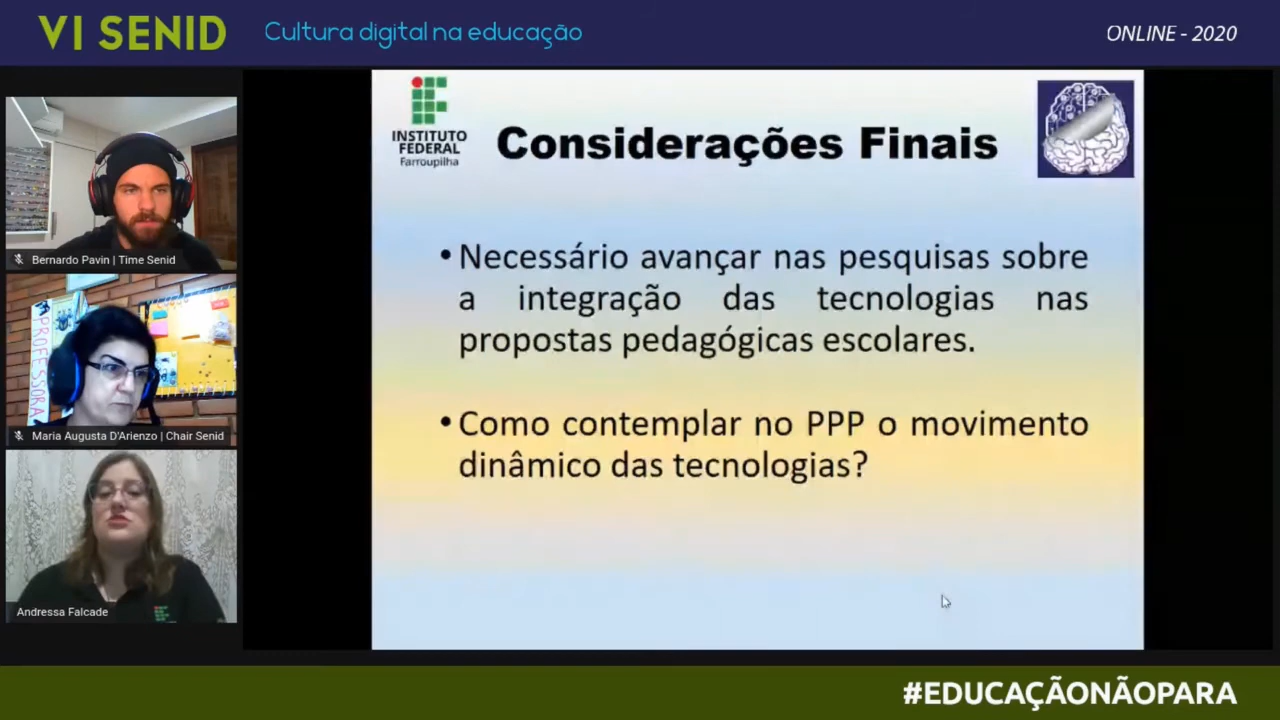 VI SENID
Cultura digital na educação
ONLINE - 2020
INSTITUTO
FEDERAL
Farroupilha
Considerações Finais
Bernardo Pavin | Time Senid
PROFESSORA
Maria Augusta D'Arienzo | Chair Senid
Andressa Falcade
• Necessário avançar nas pesquisas sobre
a integração das tecnologias nas
propostas pedagógicas escolares.
• Como contemplar no PPP o movimento
dinâmico das tecnologias?
#EDUCAÇÃONÃOPARA